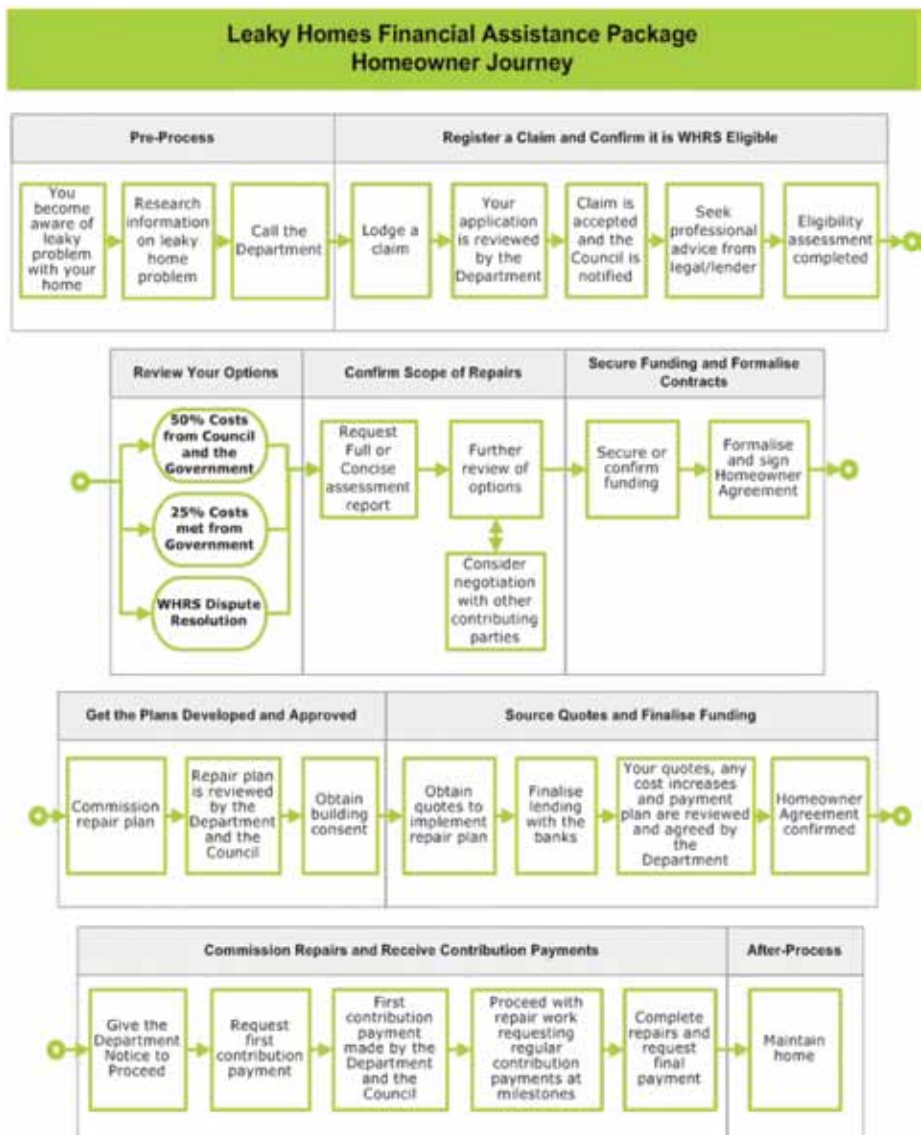 Leaky Homes Financial Assistance Package
Homeowner Journey
Pre-Process
You
become
aware of
leaky
problem
with your
home
Research
information
on leaky
home
problem
Call the
Department
Register a Claim and Confirm it is WHRS Eligible
Lodge a
claim
Your
application
is reviewed
by the
Department
Claim is
accepted
and the
Council is
notified
Seek
professional
advice from
legal/lender
Eligibility
assessment
completed
Review Your Options
50% Costs
from Council
and the
Government
25% Costs
met from
Government
WHRS Dispute
Resolution
Confirm Scope of Repairs
Request
Full or
Concise
assessment
report
Further
review of
options
Consider
negotiation
with other
contributing
parties
Secure Funding and Formalise
Contracts
Secure or
confirm
funding
Formalise
and sign
Homeowner
Agreement
Get the Plans Developed and Approved
Commission
repair plan
Repair plan
is reviewed
by the
Department
and the
Council
Obtain
building
consent
Source Quotes and Finalise Funding
Obtain
quotes to
implement
repair plan
Finalise
lending with
the banks
Your quotes, any
cost increases
and payment
plan are reviewed
and agreed by
the
Department
Homeowner
Agreement
confirmed
Commission Repairs and Receive Contribution Payments
Give the
Department
Notice to
Proceed
Request
first
contribution
payment
First
contribution
payment
made by the
Department
and the
Council
Proceed with
repair work
requesting
regular
contribution
payments at
milestones
Complete
repairs and
request
final
payment
After-Process
Maintain
home